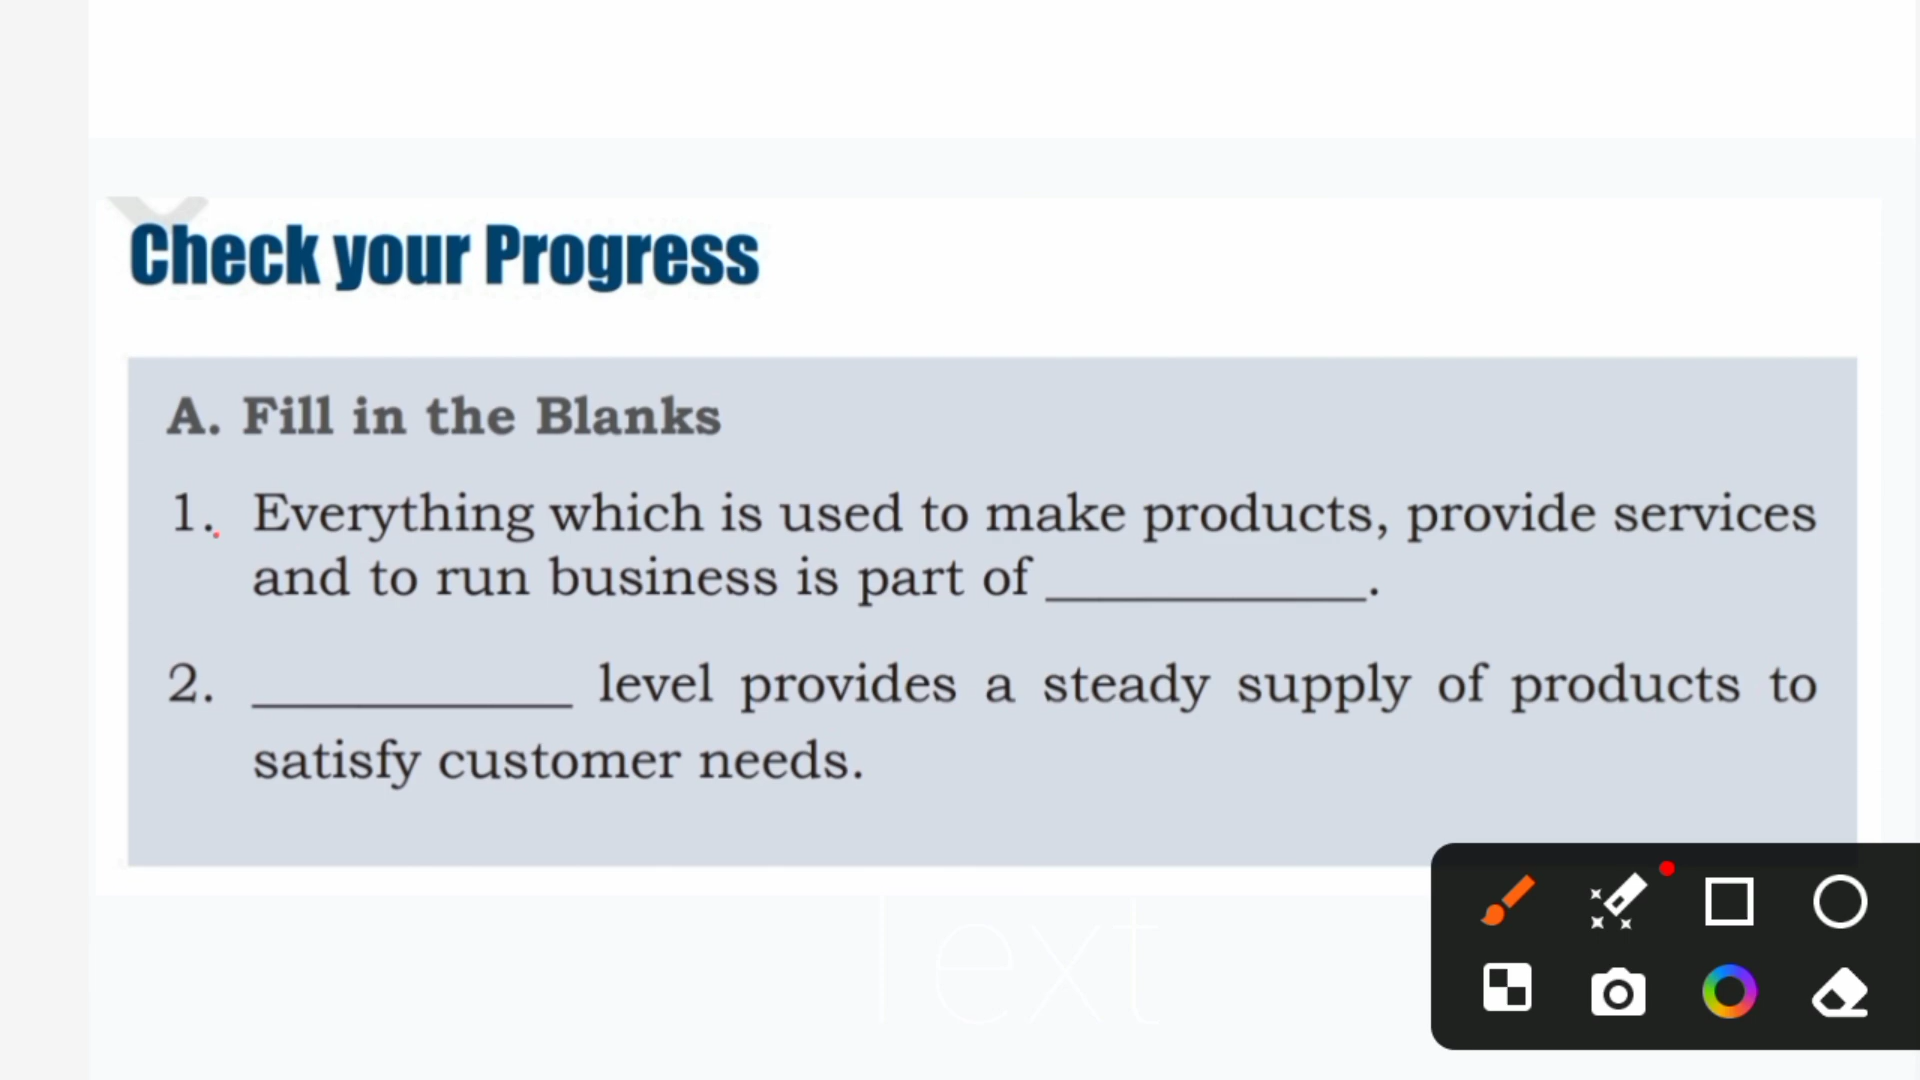 Check your Progress
A. Fill in the Blanks
1. Everything which is used to make products, provide services
and to run business is part of ____________.
2. ____________ level provides a steady supply of products to
satisfy customer needs.
Text